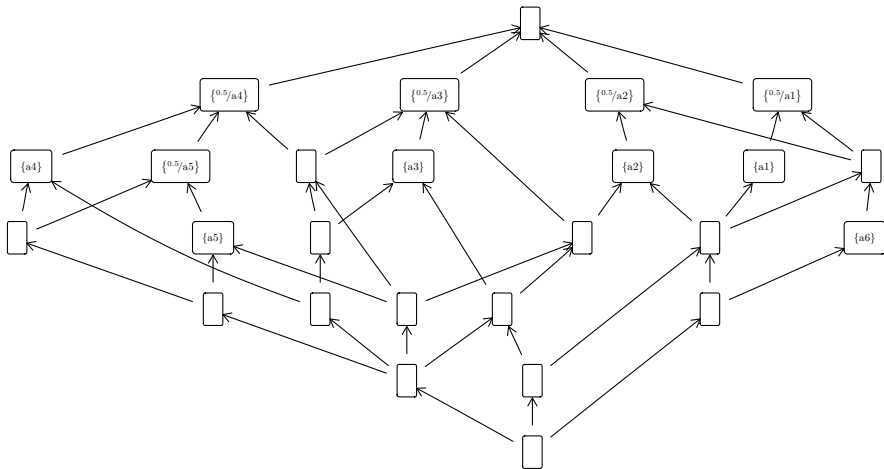 {⁰·⁵/a4} {⁰·⁵/a3} {⁰·⁵/a2} {⁰·⁵/a1}
{a4} {⁰·⁵/a5} {a3} {a2} {a1}
{a5} {a6}